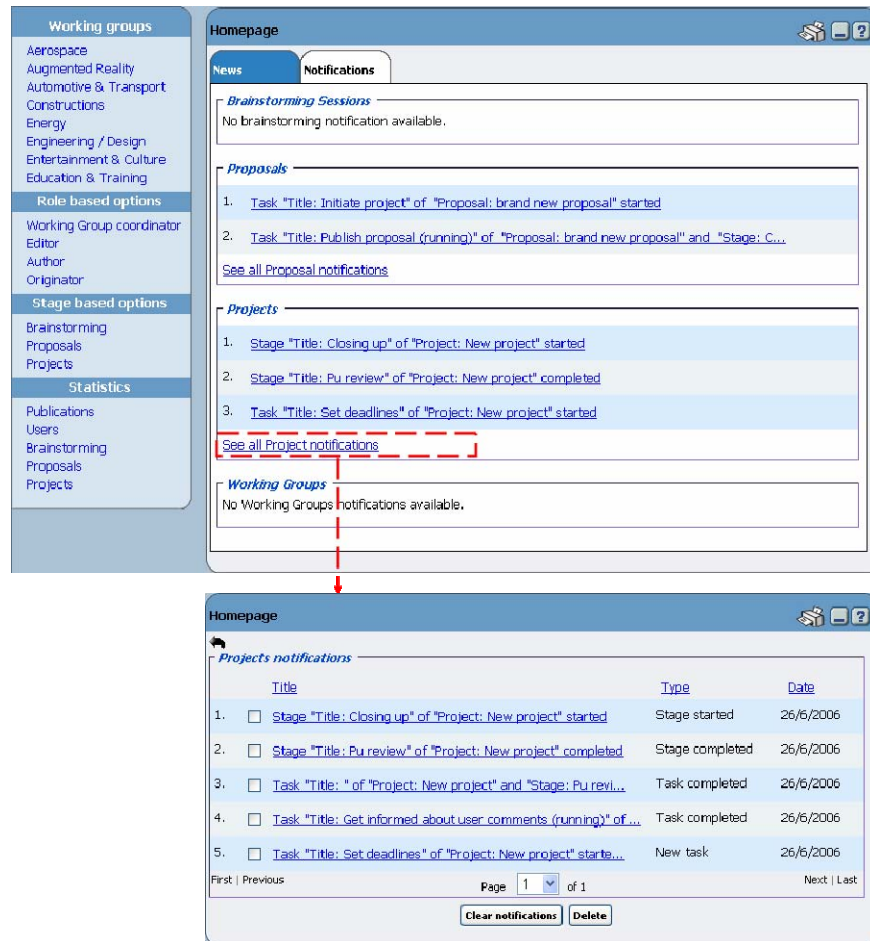 Working groups
Aerospace
Augmented Reality
Automotive & Transport
Constructions
Energy
Engineering / Design
Entertainment & Culture
Education & Training
Role based options
Working Group coordinator
Editor
Author
Originator
Stage based options
Brainstorming
Proposals
Projects
Statistics
Publications
Users
Brainstorming
Proposals
Projects
Homepage
?
News Notifications
Brainstorming Sessions
No brainstorming notification available.
Proposals
1. Task "Title: Initiate project" of "Proposal: brand new proposal" started
2. Task "Title: Publish proposal (running)" of "Proposal: brand new proposal" and "Stage: C...
See all Proposal notifications
Projects
1. Stage "Title: Closing up" of "Project: New project" started
2. Stage "Title: Pu review" of "Project: New project" completed
3. Task "Title: Set deadlines" of "Project: New project" started
See all Project notifications
Working Groups
No Working Groups notifications available.
Homepage
?
Projects notifications
Title Type Date
1. Stage "Title: Closing up" of "Project: New project" started Stage started 26/6/2006
2. Stage "Title: Pu review" of "Project: New project" completed Stage completed 26/6/2006
3. Task "Title: " of "Project: New project" and "Stage: Pu revi... Task completed 26/6/2006
4. Task "Title: Get informed about user comments (running)" of ... Task completed 26/6/2006
5. Task "Title: Set deadlines" of "Project: New project" starte... New task 26/6/2006
First | Previous Page 1 of 1 Next | Last
Clear notifications Delete